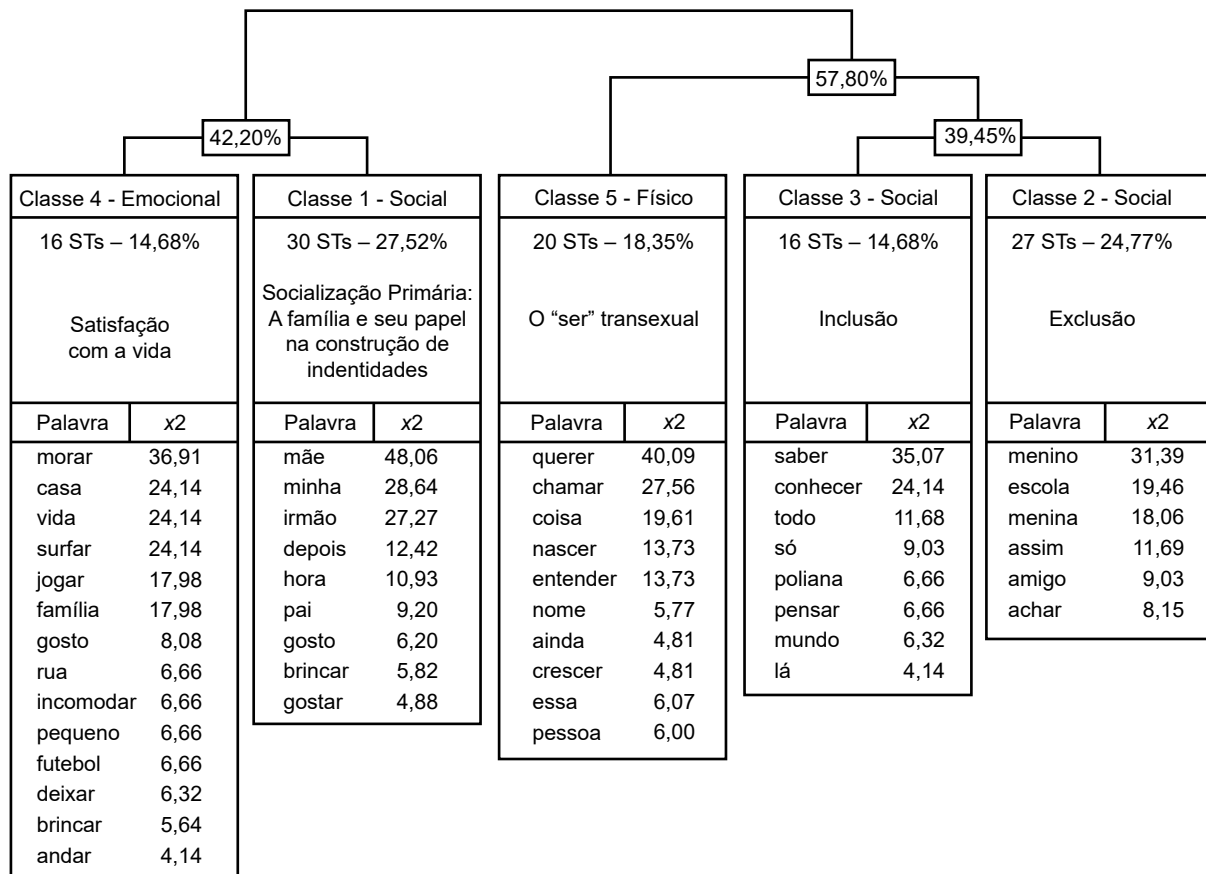 57,80%
42,20%
39,45%
Classe 4 - Emocional
16 STs – 14,68%
Satisfação
com a vida
Palavra x2
morar 36,91
casa 24,14
vida 24,14
surfar 24,14
jogar 17,98
família 17,98
gosto 8,08
rua 6,66
incomodar 6,66
pequeno 6,66
futebol 6,66
deixar 6,32
brincar 5,64
andar 4,14
Classe 1 - Social
30 STs – 27,52%
Socialização Primária:
A família e seu papel
na construção de
indentidades
Palavra x2
mãe 48,06
minha 28,64
irmão 27,27
depois 12,42
hora 10,93
pai 9,20
gosto 6,20
brincar 5,82
gostar 4,88
Classe 5 - Físico
20 STs – 18,35%
O “ser” transexual
Palavra x2
querer 40,09
chamar 27,56
coisa 19,61
nascer 13,73
entender 13,73
nome 5,77
ainda 4,81
crescer 4,81
essa 6,07
pessoa 6,00
Classe 3 - Social
16 STs – 14,68%
Inclusão
Palavra x2
saber 35,07
conhecer 24,14
todo 11,68
só 9,03
poliana 6,66
pensar 6,66
mundo 6,32
lá 4,14
Classe 2 - Social
27 STs – 24,77%
Exclusão
Palavra x2
menino 31,39
escola 19,46
menina 18,06
assim 11,69
amigo 9,03
achar 8,15